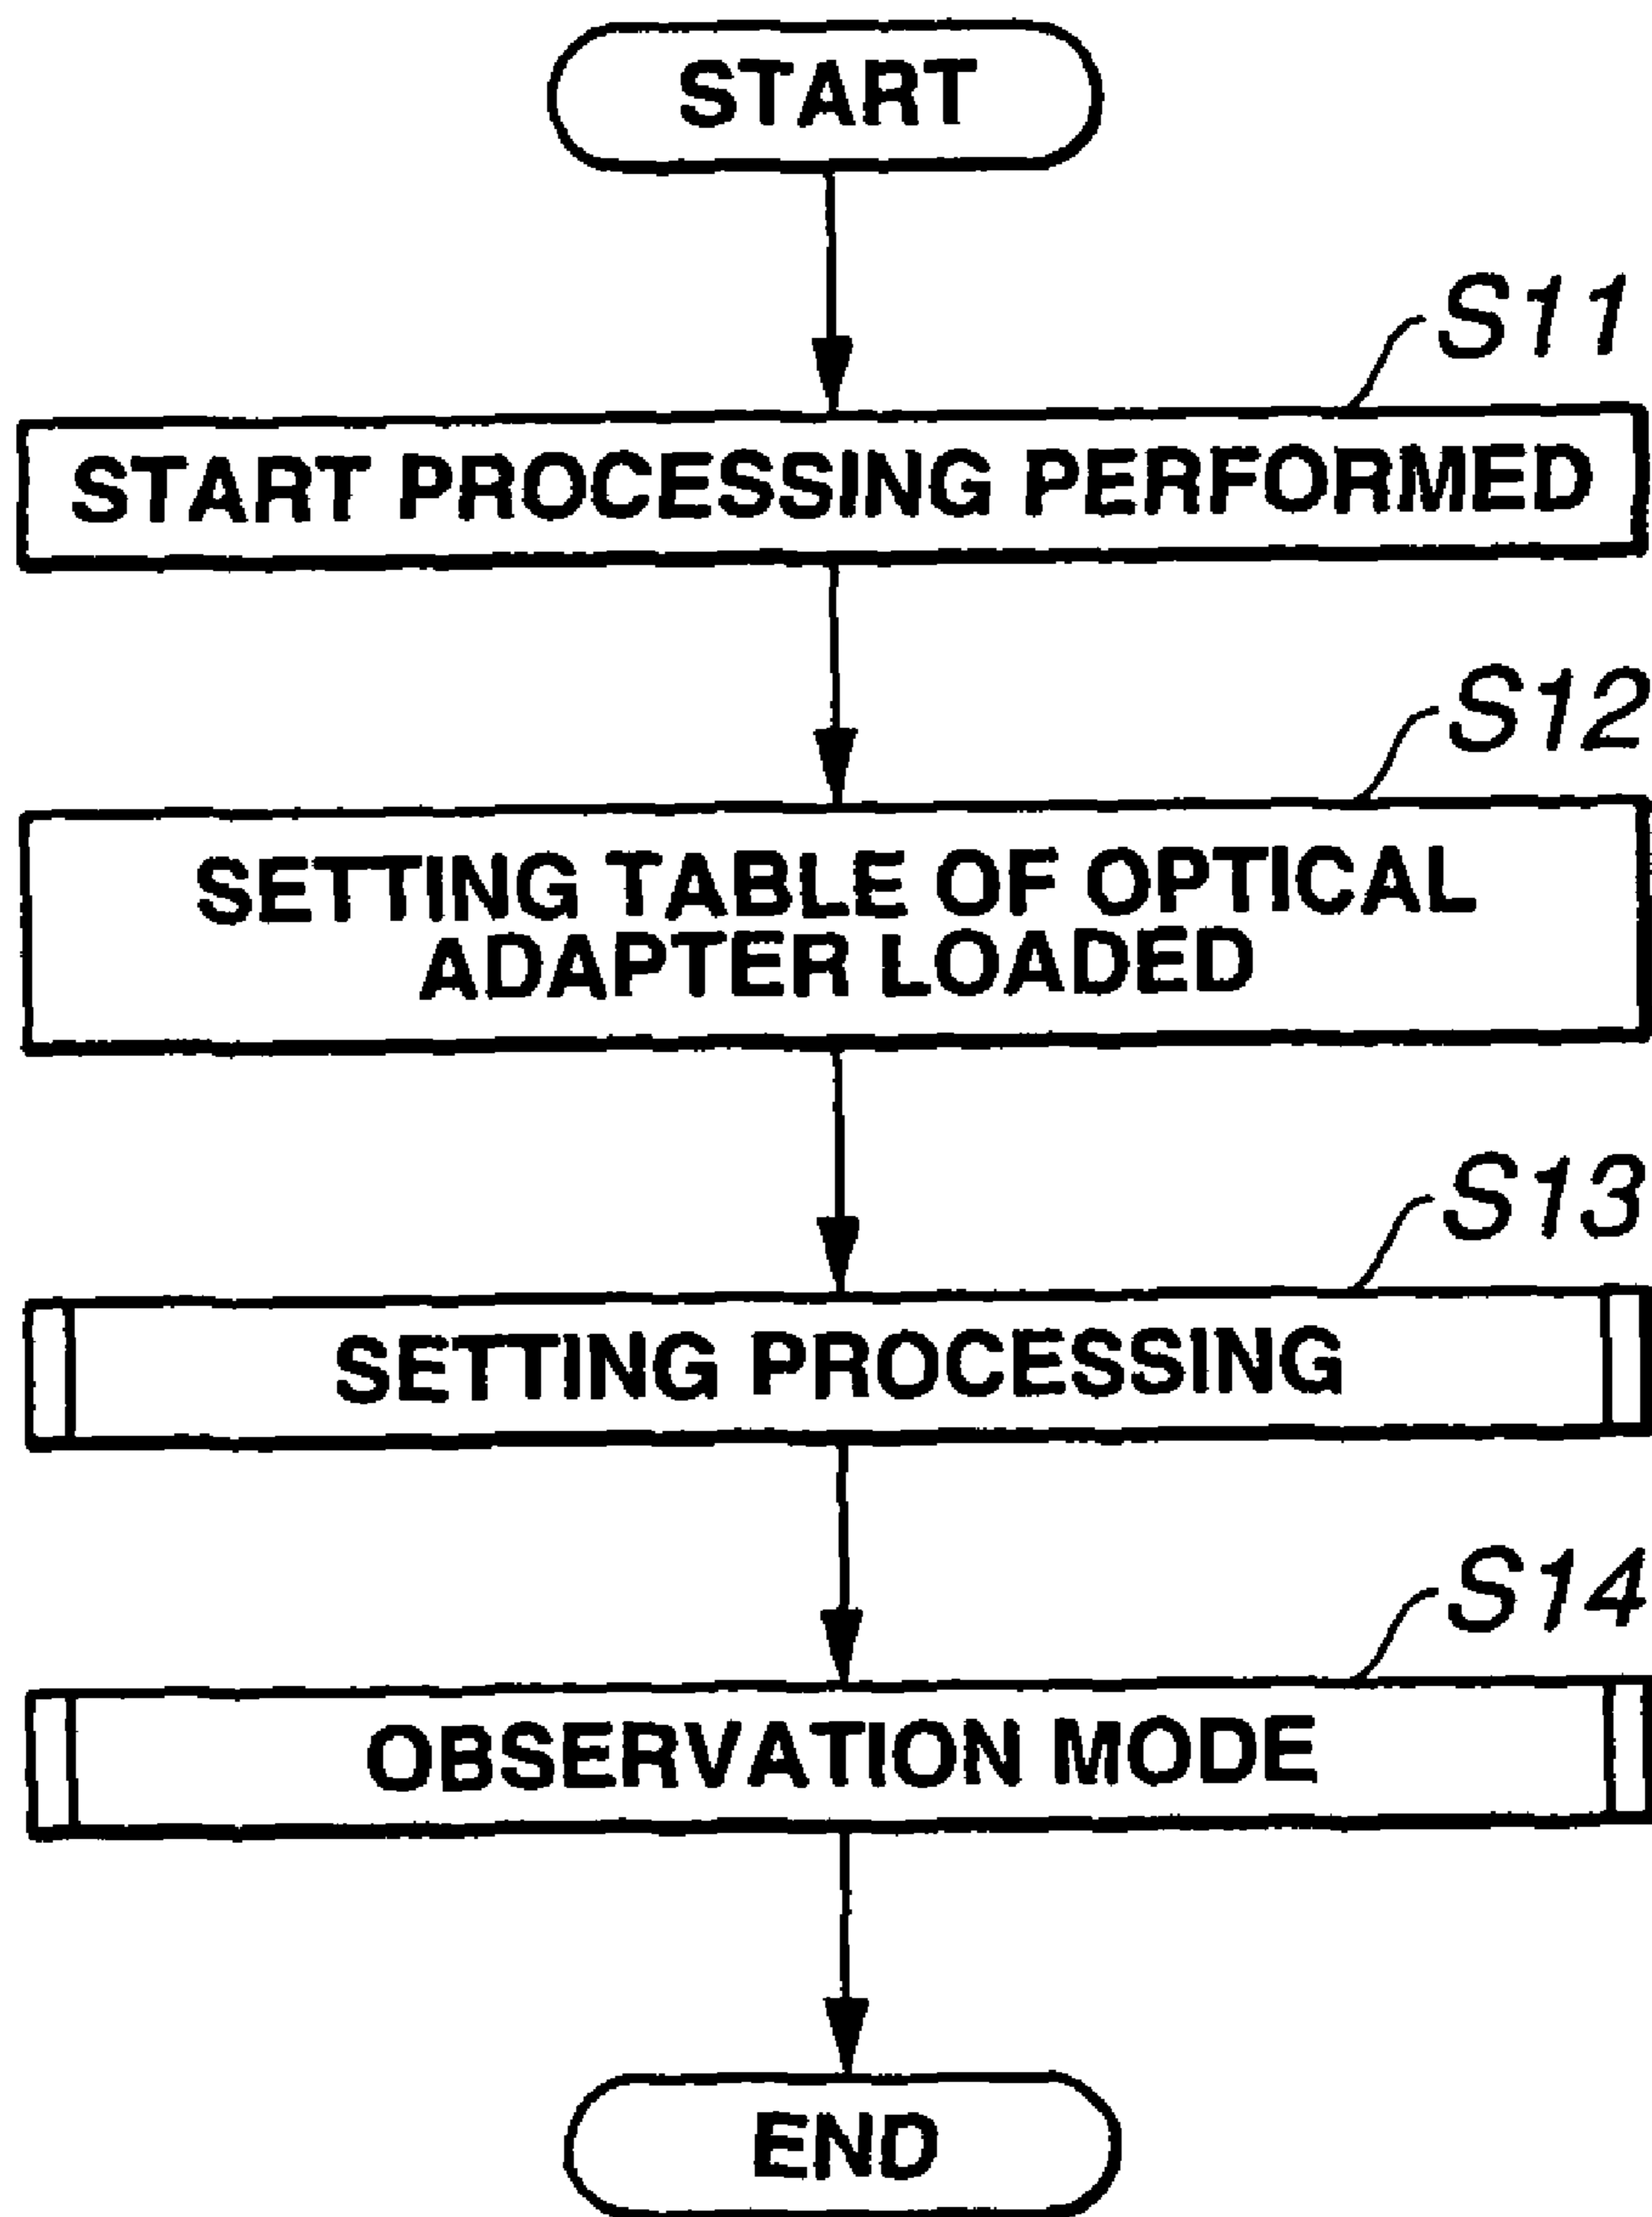 START
S11
START PROCESSING PERFORMED
S12
SETTING TABLE OF OPTICAL
ADAPTER LOADED
S13
SETTING PROCESSING
S14
OBSERVATION MODE
END